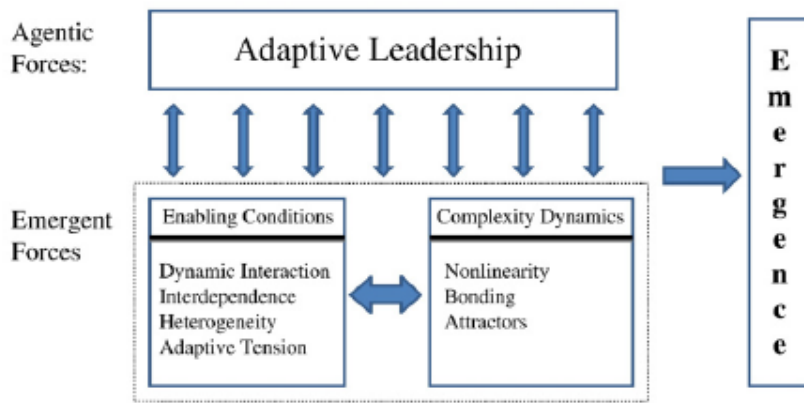 Agentic
Forces:
Adaptive Leadership
Emergent
Forces
Enabling Conditions
Dynamic Interaction
Interdependence
Heterogeneity
Adaptive Tension
Complexity Dynamics
Nonlinearity
Bonding
Attractors
Emergence